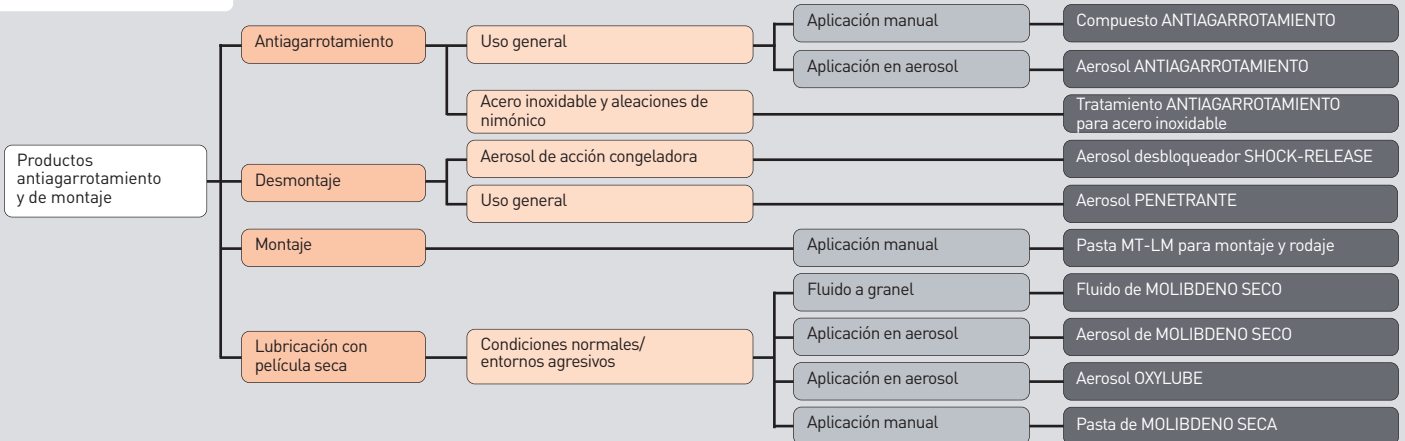 Productos
antiagarrotamiento
y de montaje
Antiagarrotamiento
Uso general
Aplicación manual
Compuesto ANTIAGARROTAMIENTO
Aplicación en aerosol
Aerosol ANTIAGARROTAMIENTO
Acero inoxidable y aleaciones de
nimónico
Tratamiento ANTIAGARROTAMIENTO
para acero inoxidable
Desmontaje
Aerosol de acción congeladora
Aerosol desbloqueador SHOCK-RELEASE
Uso general
Aerosol PENETRANTE
Montaje
Aplicación manual
Pasta MT-LM para montaje y rodaje
Lubricación con
película seca
Condiciones normales/
entornos agresivos
Fluido a granel
Fluido de MOLIBDENO SECO
Aplicación en aerosol
Aerosol de MOLIBDENO SECO
Aplicación en aerosol
Aerosol OXYLUBE
Aplicación manual
Pasta de MOLIBDENO SECA